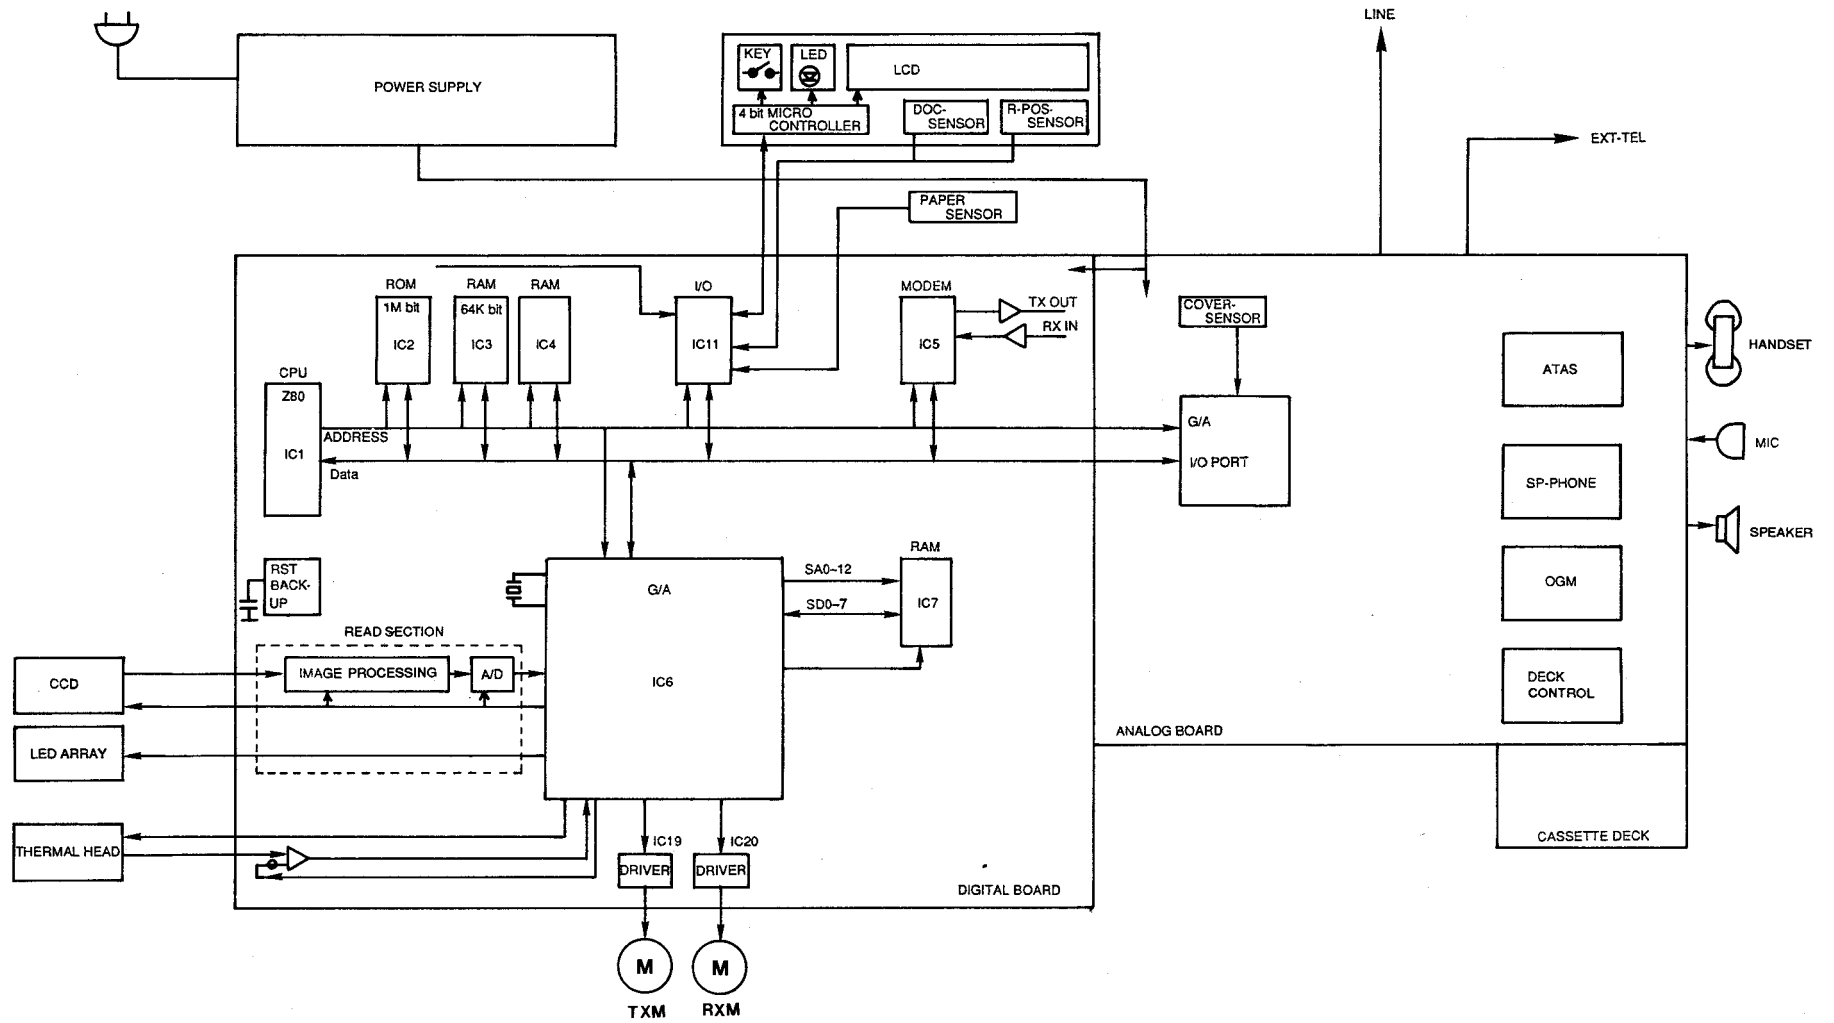 LINE
KEY
LED
LCD
POWER SUPPLY
4 bit MICRO
CONTROLLER
DOC-
SENSOR
R-POS-
SENSOR
EXT-TEL
PAPER
SENSOR
ROM
RAM
RAM
I/O
MODEM
1M bit
64K bit
TX OUT
RX IN
COVER-
SENSOR
IC2
IC3
IC4
IC11
IC5
HANDSET
ATAS
CPU
Z80
IC1
ADDRESS
Data
G/A
I/O PORT
MIC
SP-PHONE
SPEAKER
RST
BACK-
UP
G/A
IC6
SA0~12
SD0~7
RAM
IC7
OGM
READ SECTION
CCD
IMAGE PROCESSING
A/D
DECK
CONTROL
LED ARRAY
ANALOG BOARD
THERMAL HEAD
IC19
DRIVER
IC20
DRIVER
CASSETTE DECK
DIGITAL BOARD
M
M
TXM
RXM